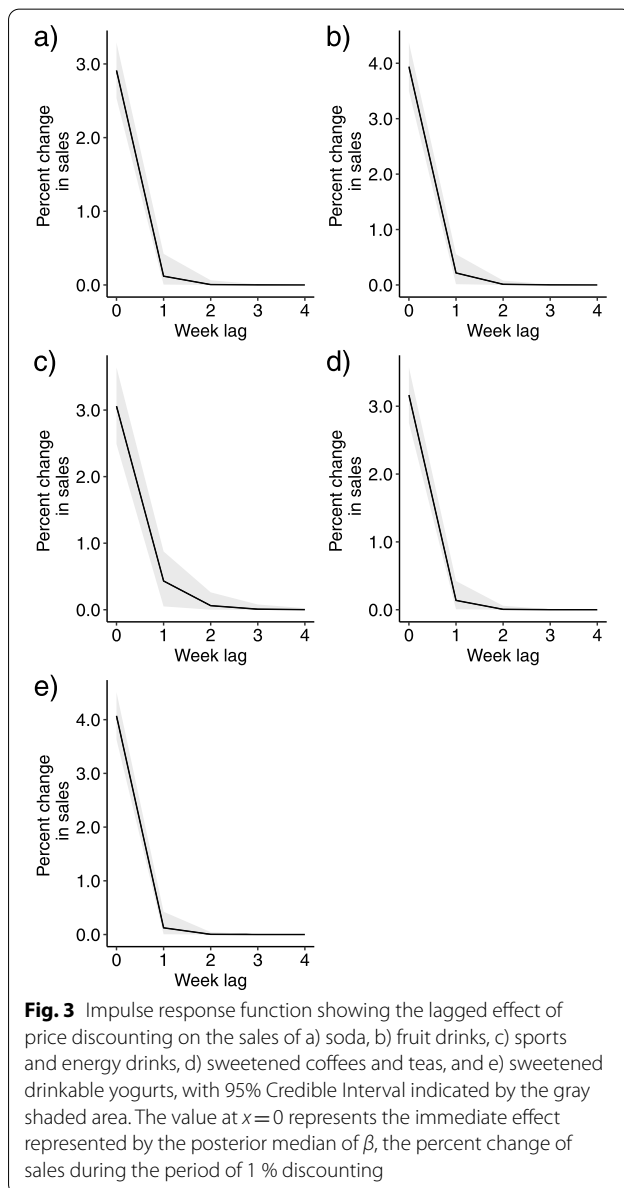 a)
3.0
2.0
1.0
0.0
Percent change
in sales
0 1 2 3 4
Week lag
b)
4.0
3.0
2.0
1.0
0.0
Percent change
in sales
0 1 2 3 4
Week lag
c)
3.0
2.0
1.0
0.0
Percent change
in sales
0 1 2 3 4
Week lag
d)
3.0
2.0
1.0
0.0
Percent change
in sales
0 1 2 3 4
Week lag
e)
4.0
3.0
2.0
1.0
0.0
Percent change
in sales
0 1 2 3 4
Week lag
Fig. 3 Impulse response function showing the lagged effect of
price discounting on the sales of a) soda, b) fruit drinks, c) sports
and energy drinks, d) sweetened coffees and teas, and e) sweetened
drinkable yogurts, with 95% Credible Interval indicated by the gray
shaded area. The value at x = 0 represents the immediate effect
represented by the posterior median of β, the percent change of
sales during the period of 1 % discounting